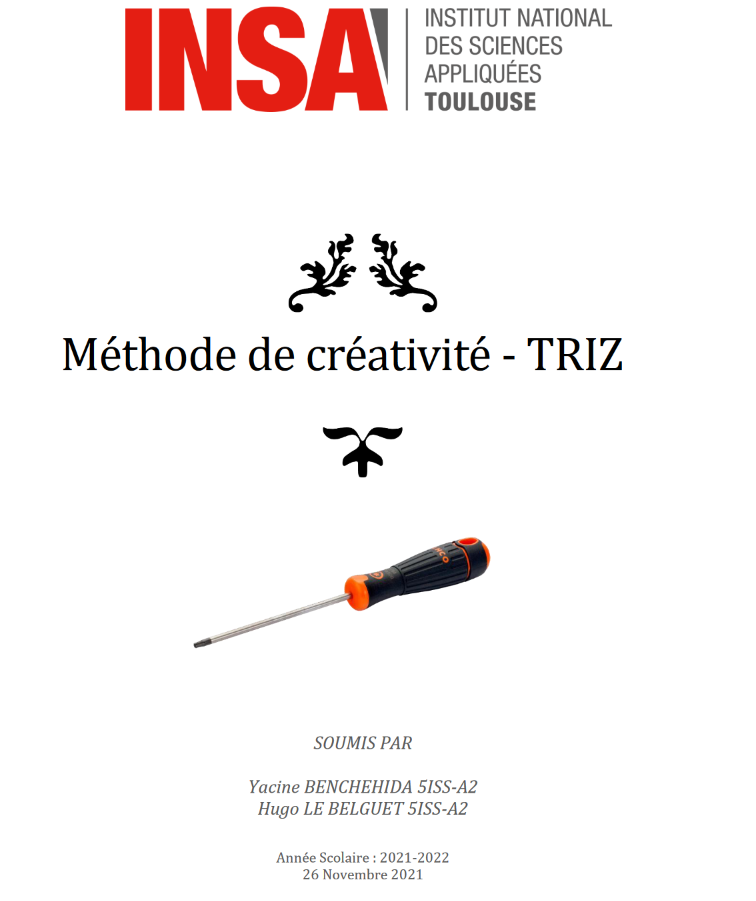 INSA
INSTITUT NATIONAL
DES SCIENCES
APPLIQUÉES
TOULOUSE
Méthode de créativité - TRIZ
SOUMIS PAR
Yacine BENCHEHIDA 5ISS-A2
Hugo LE BELGUET 5ISS-A2
Année Scolaire : 2021-2022
26 Novembre 2021